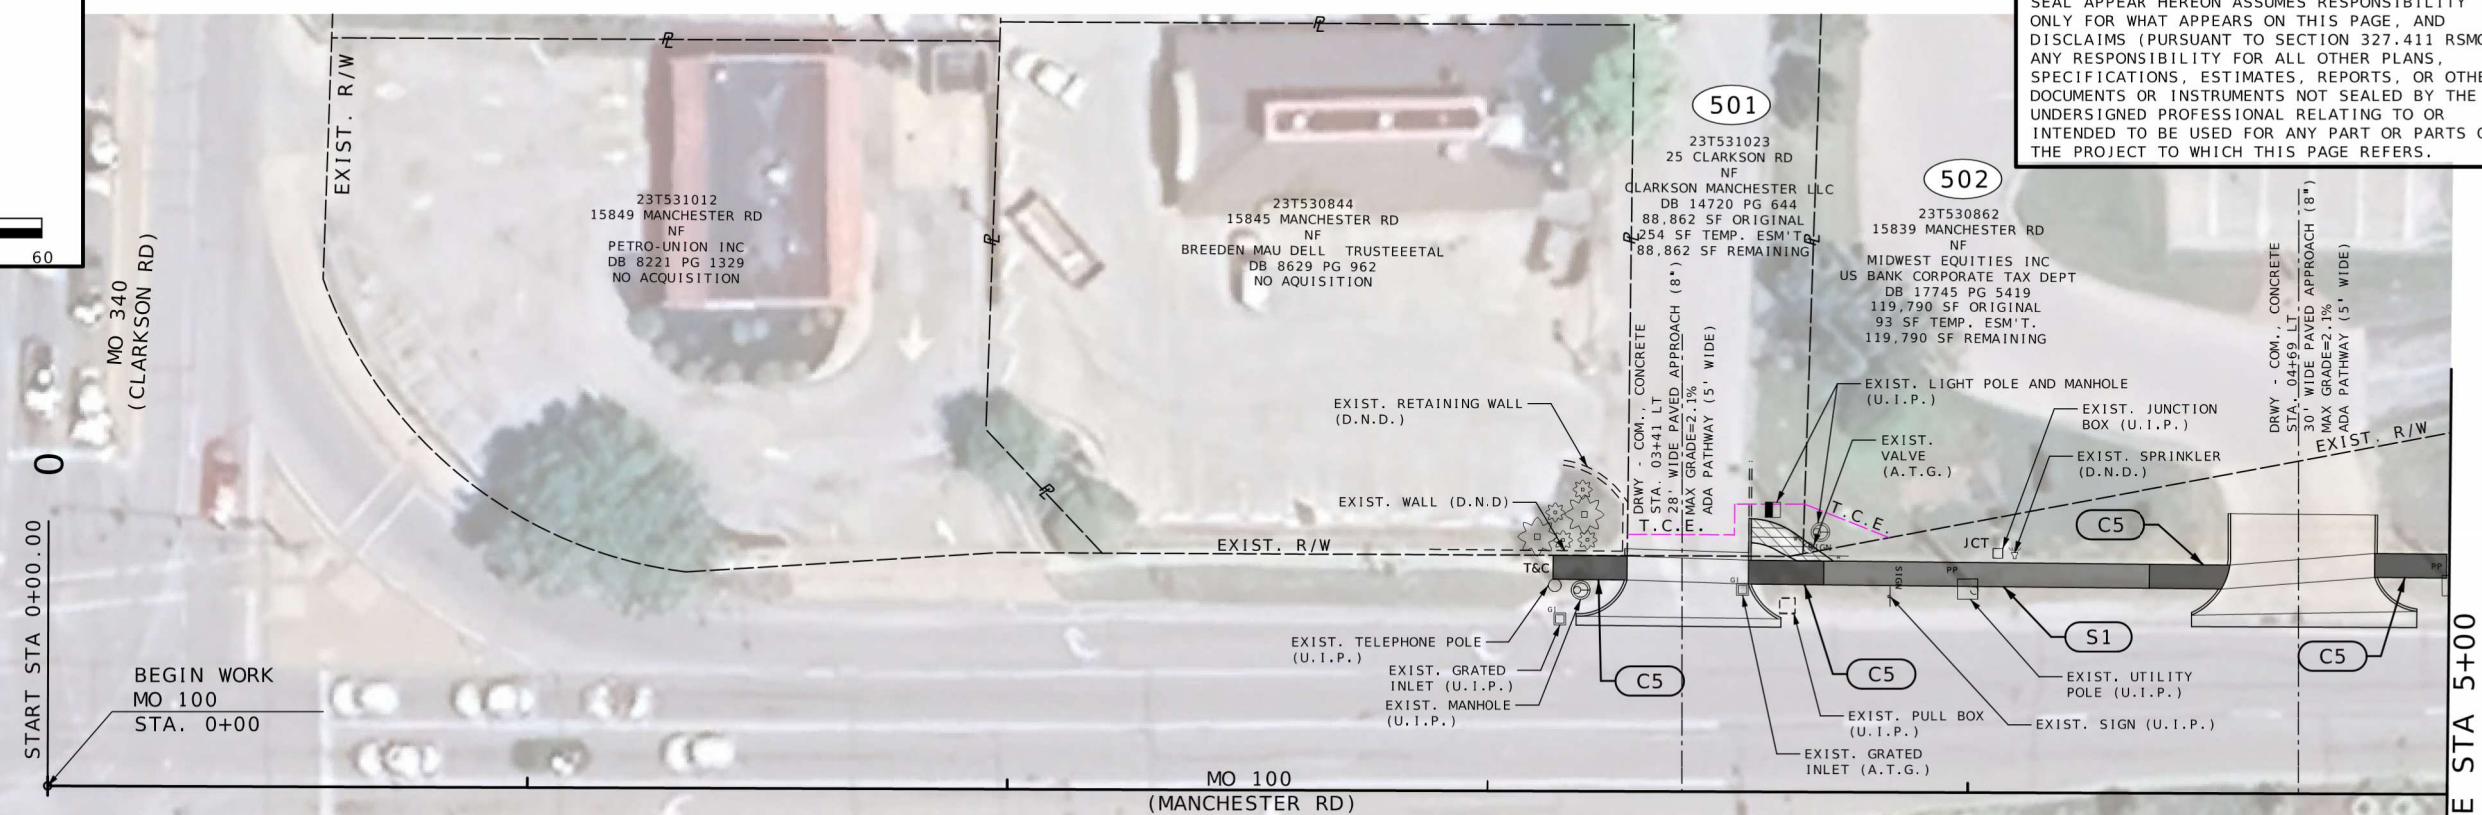 SEAL APPEAR HEREON ASSUMES RESPONSIBILITY
ONLY FOR WHAT APPEARS ON THIS PAGE, AND
DISCLAIMS (PURSUANT TO SECTION 327.411 RSMO
ANY RESPONSIBILITY FOR ALL OTHER PLANS,
SPECIFICATIONS, ESTIMATES, REPORTS, OR OTHE
DOCUMENTS OR INSTRUMENTS NOT SEALED BY THE
UNDERSIGNED PROFESSIONAL RELATING TO OR
INTENDED TO BE USED FOR ANY PART OR PARTS O
THE PROJECT TO WHICH THIS PAGE REFERS.
60
MO 340
(CLARKSON RD)
EXIST. R/W
PL
PL
23T531012
15849 MANCHESTER RD
NF
PETRO-UNION INC
DB 8221 PG 1329
NO ACQUISITION
PL
PL
23T530844
15845 MANCHESTER RD
NF
BREEDEN MAU DELL TRUSTEEETAL
DB 8629 PG 962
NO AQUISITION
501
23T531023
25 CLARKSON RD
NF
CLARKSON MANCHESTER LLC
DB 14720 PG 644
88,862 SF ORIGINAL
254 SF TEMP. ESM'T.
88,862 SF REMAINING
PL
PL
502
23T530862
15839 MANCHESTER RD
NF
MIDWEST EQUITIES INC
US BANK CORPORATE TAX DEPT
DB 17745 PG 5419
119,790 SF ORIGINAL
93 SF TEMP. ESM'T.
119,790 SF REMAINING
DRWY - COM., CONCRETE
STA. 03+41 LT
28' WIDE PAVED APPROACH (8")
MAX GRADE=2.1%
ADA PATHWAY (5' WIDE)
DRWY - COM., CONCRETE
STA. 04+69 LT
30' WIDE PAVED APPROACH (8")
MAX GRADE=2.1%
ADA PATHWAY (5' WIDE)
EXIST. RETAINING WALL
(D.N.D.)
EXIST. WALL (D.N.D)
EXIST. LIGHT POLE AND MANHOLE
(U.I.P.)
EXIST.
VALVE
(A.T.G.)
EXIST. JUNCTION
BOX (U.I.P.)
EXIST. SPRINKLER
(D.N.D.)
EXIST. R/W
T.C.E.
T.C.E.
EXIST. R/W
PL
C5
JCT
T&C
GI
GI
SIGN
SIGN
PP
PP
EXIST. TELEPHONE POLE
(U.I.P.)
EXIST. GRATED
INLET (U.I.P.)
EXIST. MANHOLE
(U.I.P.)
C5
C5
S1
C5
EXIST. UTILITY
POLE (U.I.P.)
EXIST. PULL BOX
(U.I.P.)
EXIST. SIGN (U.I.P.)
EXIST. GRATED
INLET (A.T.G.)
0
START STA 0+00.00
BEGIN WORK
MO 100
STA. 0+00
MO 100
(MANCHESTER RD)
E STA 5+00